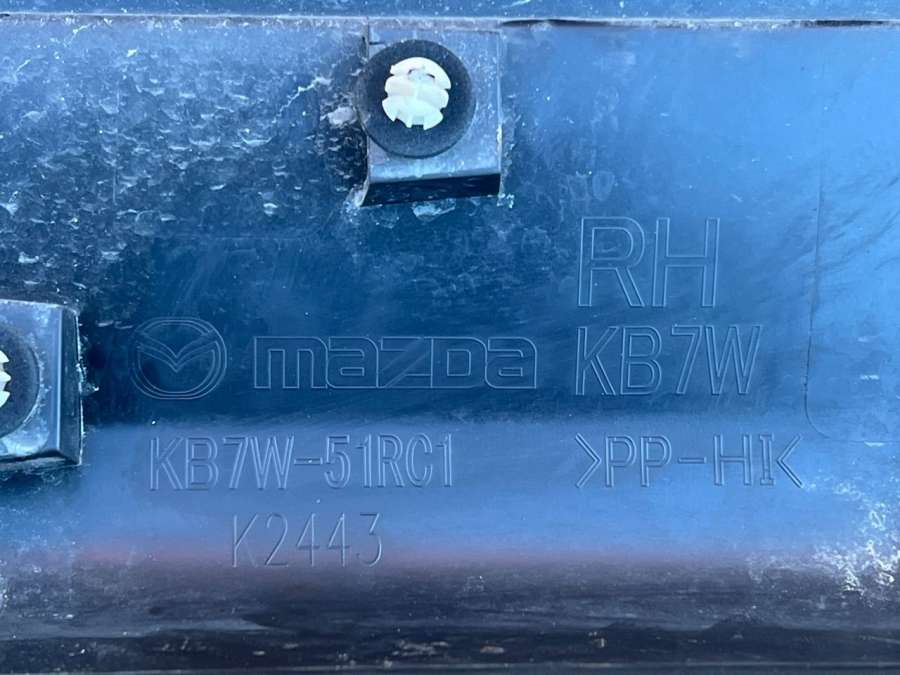 RH
mazda KB7W
KB7W-51RC1 >PP-HI<
K2443